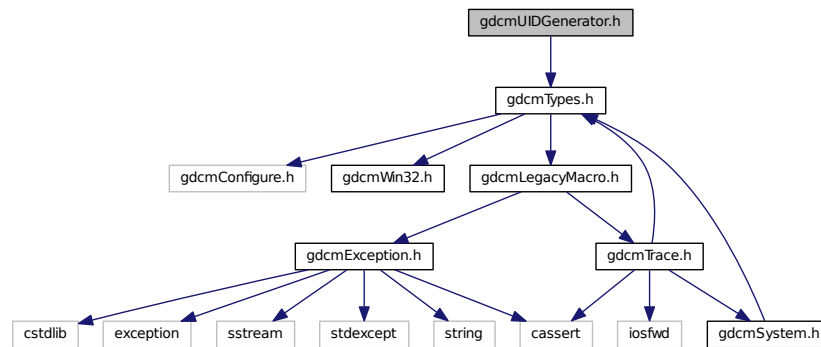 gdcmUIDGenerator.h
gdcmTypes.h
gdcmConfigure.h
gdcmWin32.h
gdcmLegacyMacro.h
gdcmException.h
gdcmTrace.h
cstdlib
exception
sstream
stdexcept
string
cassert
iosfwd
gdcmSystem.h